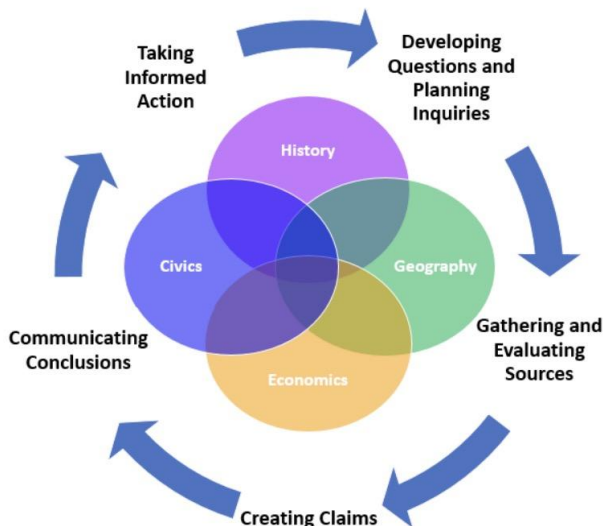 Taking
Informed
Action
Developing
Questions and
Planning
Inquiries
History
Civics
Geography
Economics
Communicating
Conclusions
Gathering and
Evaluating
Sources
Creating Claims